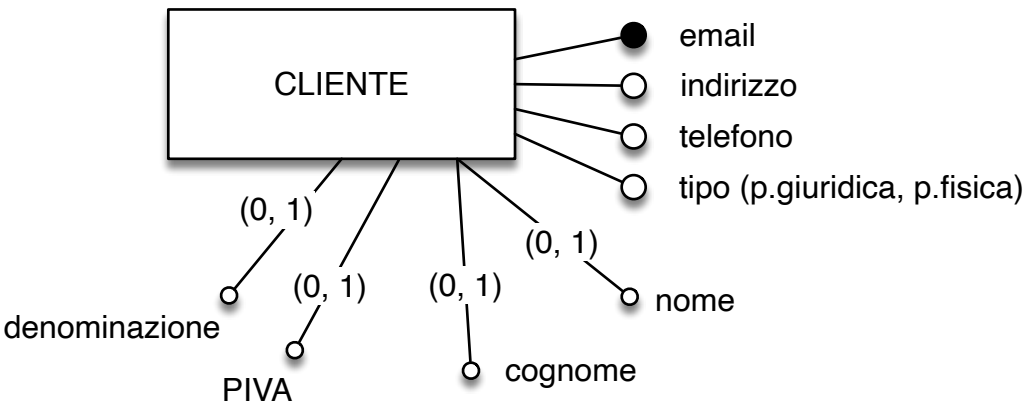 CLIENTE
email
indirizzo
telefono
tipo (p.giuridica, p.fisica)
(0, 1)
(0, 1)
(0, 1)
(0, 1)
denominazione
PIVA
cognome
nome